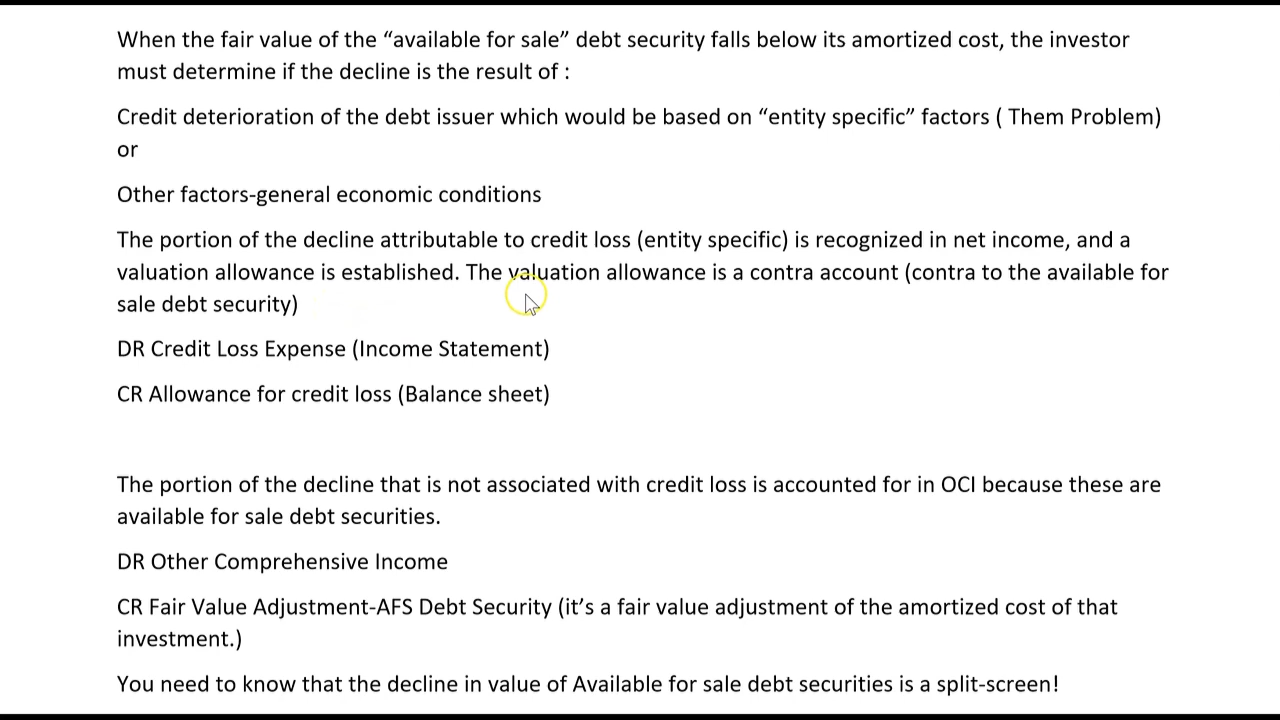 When the fair value of the “available for sale” debt security falls below its amortized cost, the investor
must determine if the decline is the result of :
Credit deterioration of the debt issuer which would be based on “entity specific” factors ( Them Problem)
or
Other factors-general economic conditions
The portion of the decline attributable to credit loss (entity specific) is recognized in net income, and a
valuation allowance is established. The valuation allowance is a contra account (contra to the available for
sale debt security)
DR Credit Loss Expense (Income Statement)
CR Allowance for credit loss (Balance sheet)
The portion of the decline that is not associated with credit loss is accounted for in OCI because these are
available for sale debt securities.
DR Other Comprehensive Income
CR Fair Value Adjustment-AFS Debt Security (it’s a fair value adjustment of the amortized cost of that
investment.)
You need to know that the decline in value of Available for sale debt securities is a split-screen!